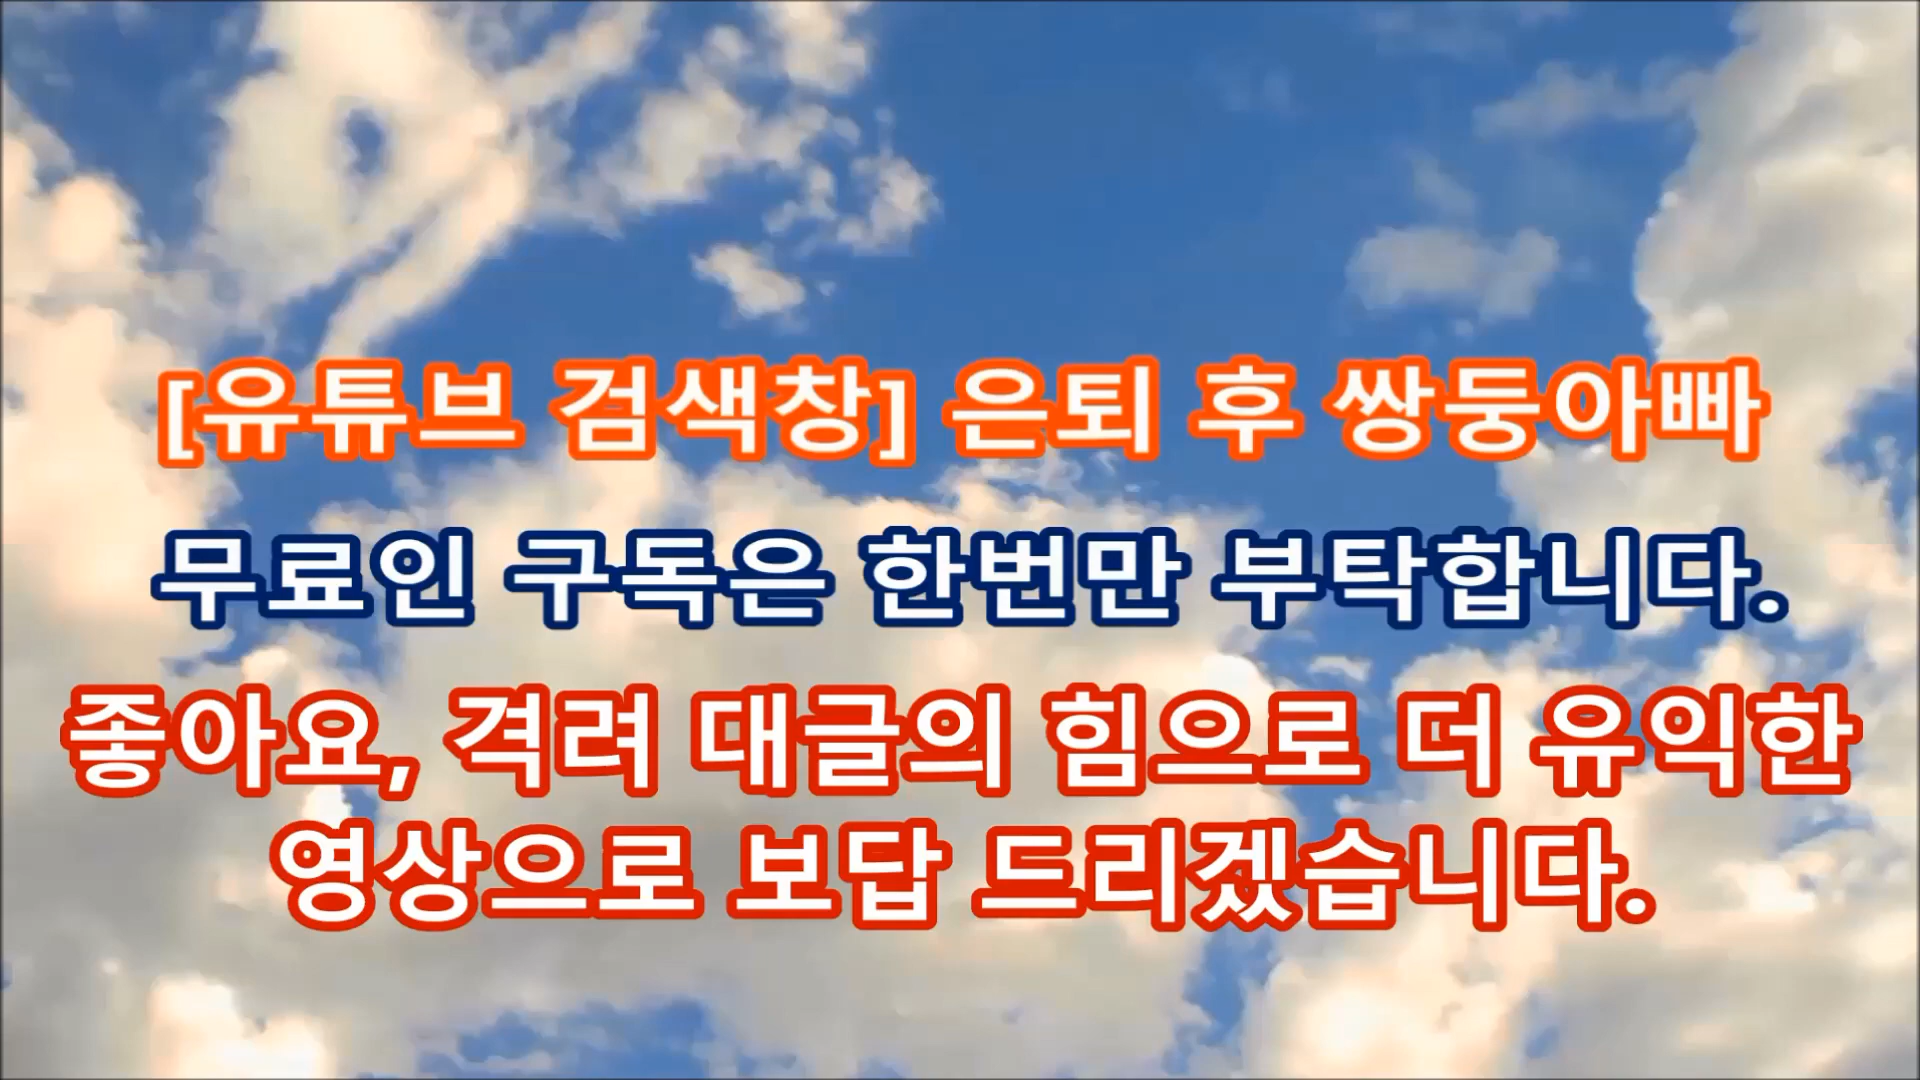 [유튜브 검색창] 은퇴 후 쌍둥아빠
무료인 구독은 한번만 부탁합니다.
좋아요, 격려 대글의 힘으로 더 유익한
영상으로 보답 드리겠습니다.